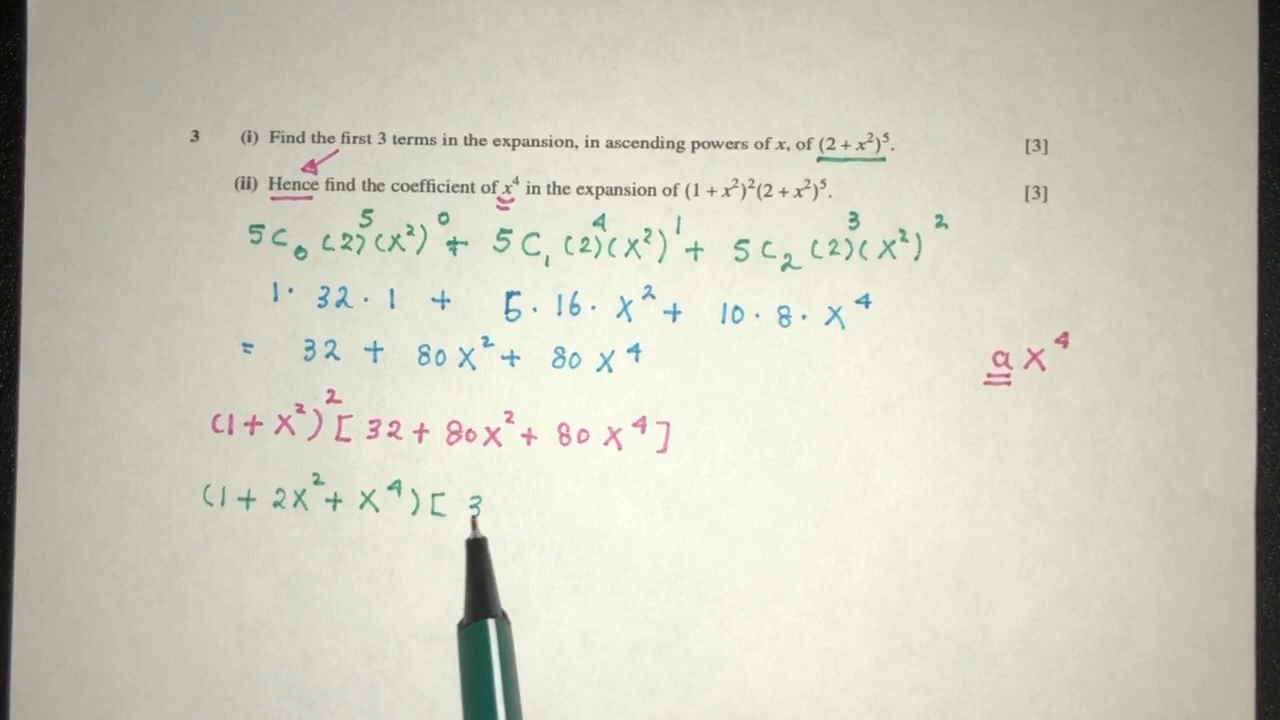 3 (i) Find the first 3 terms in the expansion, in ascending powers of x, of (2 + x²)⁵. [3]
(ii) Hence find the coefficient of x⁴ in the expansion of (1 + x²)²(2 + x²)⁵. [3]
5C₀ (2)⁵(x²)⁰ + 5C₁ (2)⁴(x²)¹ + 5C₂ (2)³(x²)²
1 · 32 · 1 + 5 · 16 · x² + 10 · 8 · x⁴
= 32 + 80x² + 80x⁴
ax⁴
(1 + x²)² [32 + 80x² + 80x⁴]
(1 + 2x² + x⁴) [ 3